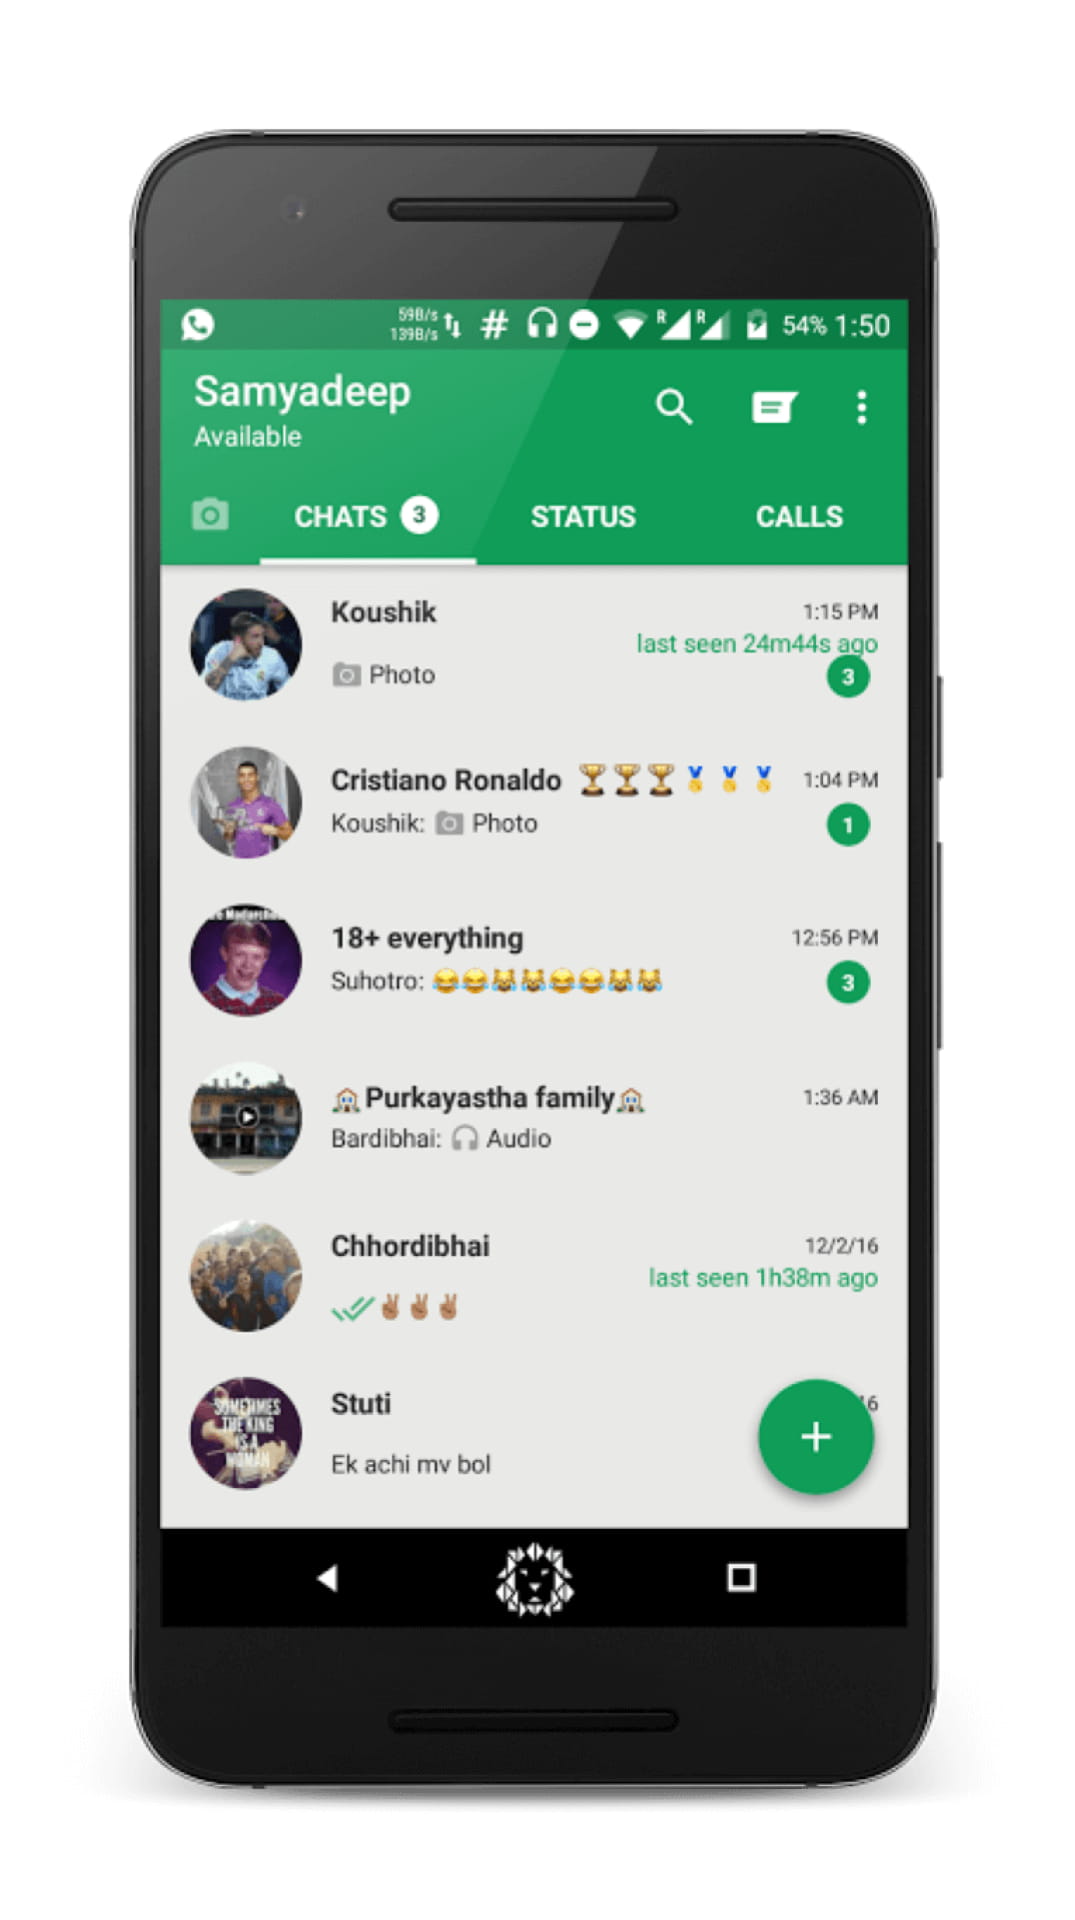 59B/s
139B/s
R R 54% 1:50
Samyadeep
Available
CHATS 3 STATUS CALLS
Koushik 1:15 PM
last seen 24m44s ago
Photo 3
Cristiano Ronaldo 🏆🏆🏆🏅🏅🏅 1:04 PM
Koushik: Photo 1
18+ everything 12:56 PM
Suhotro: 😂😂😹😹😂😂😹😹 3
🏠Purkayastha family🏠 1:36 AM
Bardibhai: Audio
Chhordibhai 12/2/16
last seen 1h38m ago
✌🏽✌🏽✌🏽
Stuti 16
Ek achi mv bol
SOMETIMES
THE KING
IS A
WOMAN